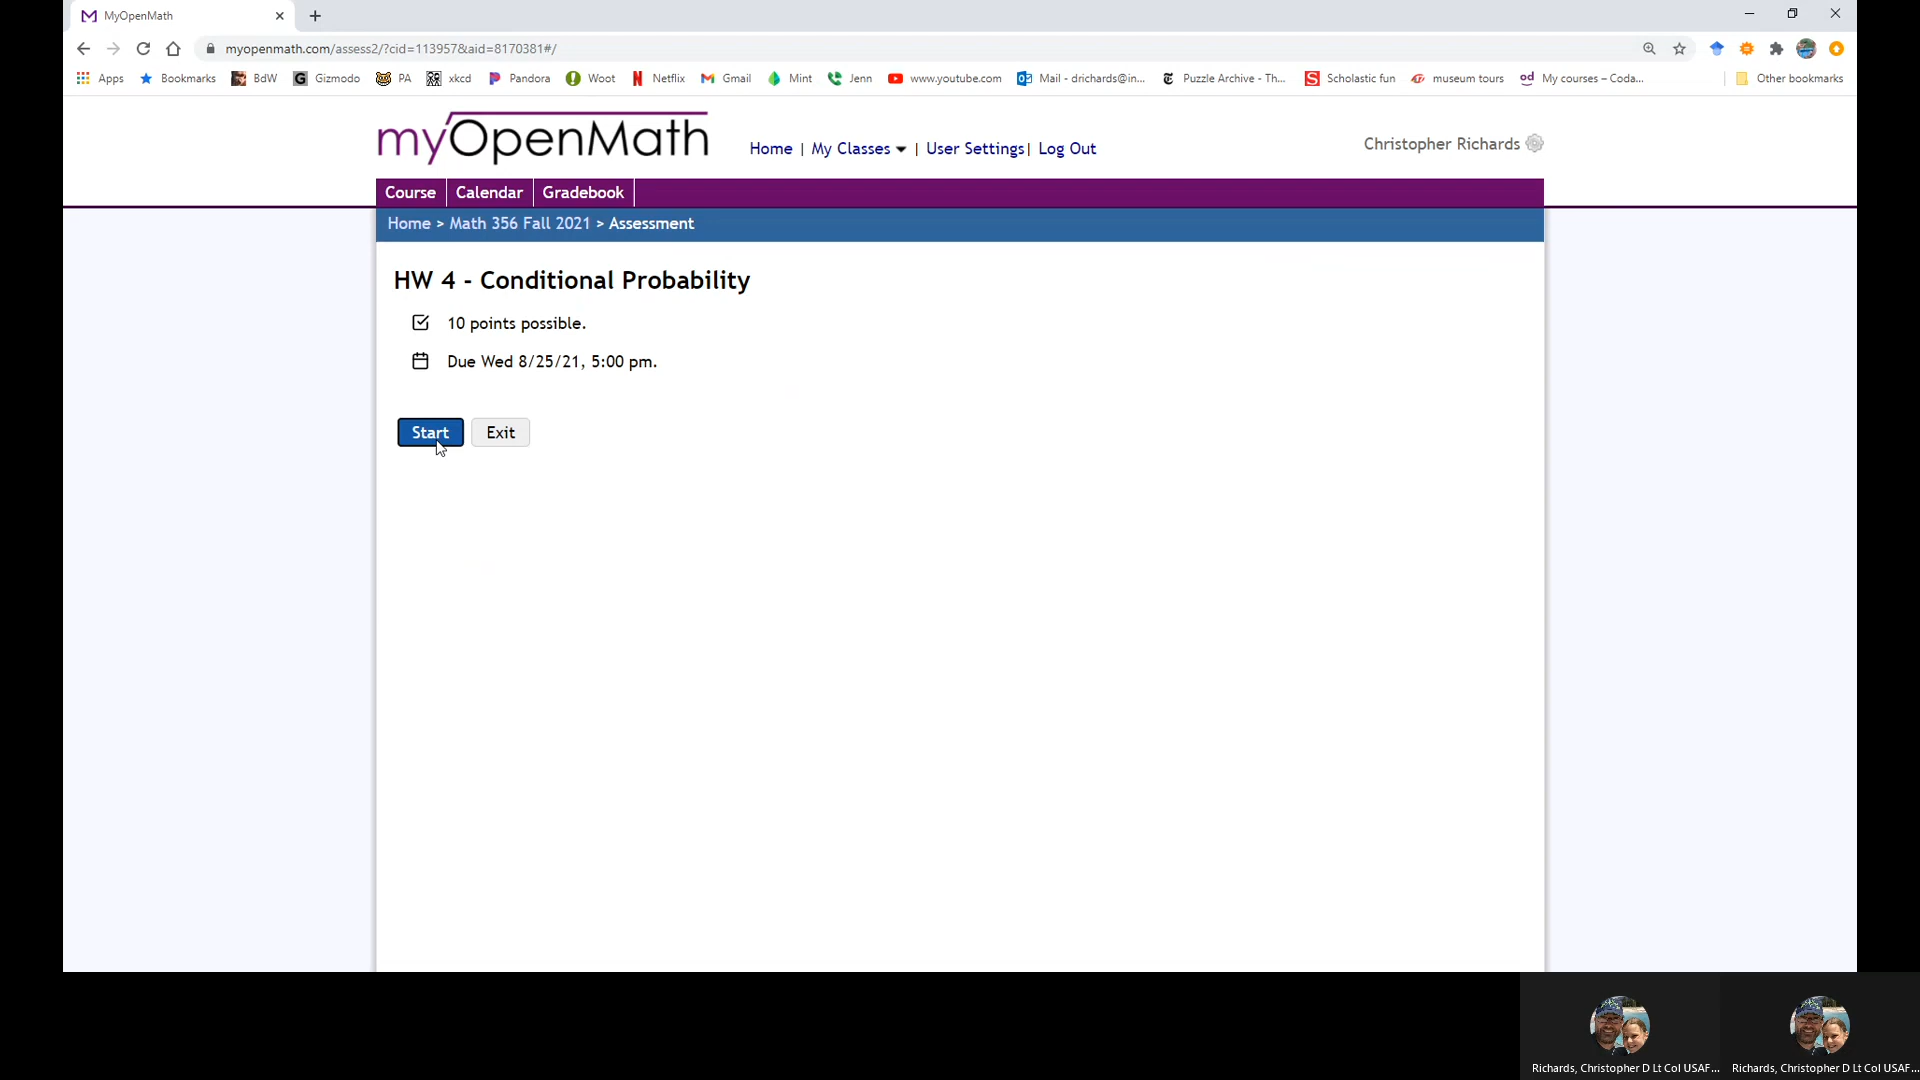 MyOpenMath
myopenmath.com/assess2/?cid=113957&aid=8170381#/
Apps Bookmarks BdW Gizmodo PA xkcd Pandora Woot Netflix Gmail Mint Jenn www.youtube.com Mail - drichards@in... Puzzle Archive - Th... Scholastic fun museum tours My courses – Coda... Other bookmarks
myOpenMath
Home | My Classes | User Settings | Log Out
Christopher Richards
Course Calendar Gradebook
Home > Math 356 Fall 2021 > Assessment
HW 4 - Conditional Probability
10 points possible.
Due Wed 8/25/21, 5:00 pm.
Start Exit
Richards, Christopher D Lt Col USAF... Richards, Christopher D Lt Col USAF...